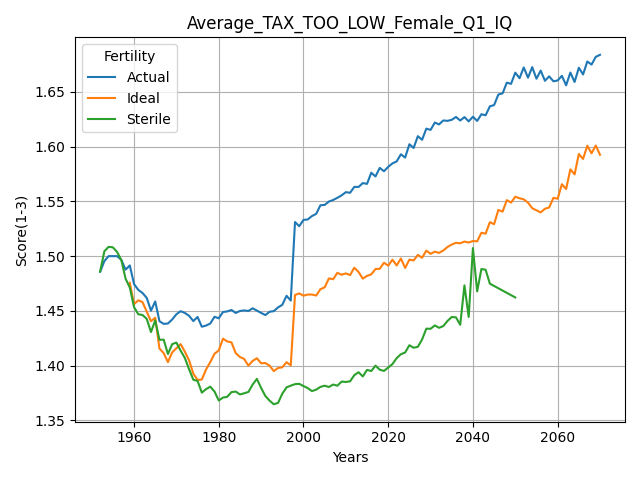 Average_TAX_TOO_LOW_Female_Q1_IQ
Fertility
Actual
Ideal
Sterile
Score(1-3)
1.65
1.60
1.55
1.50
1.45
1.40
1.35
1960 1980 2000 2020 2040 2060
Years